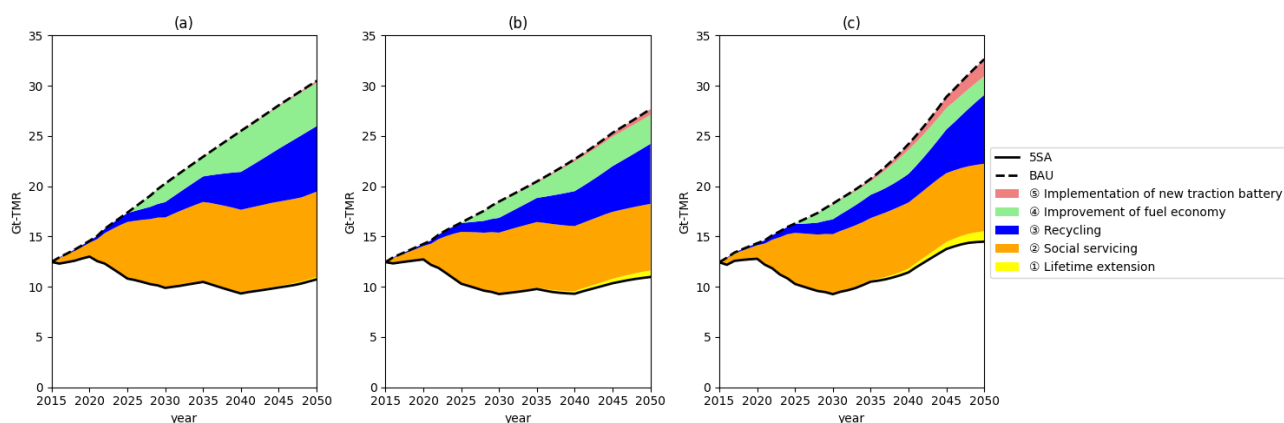 (a)
35
30
25
20
15
10
5
0
Gt-TMR
2015 2020 2025 2030 2035 2040 2045 2050
year
(b)
35
30
25
20
15
10
5
0
Gt-TMR
2015 2020 2025 2030 2035 2040 2045 2050
year
(c)
35
30
25
20
15
10
5
0
Gt-TMR
2015 2020 2025 2030 2035 2040 2045 2050
year
5SA
BAU
⑤ Implementation of new traction battery
④ Improvement of fuel economy
③ Recycling
② Social servicing
① Lifetime extension